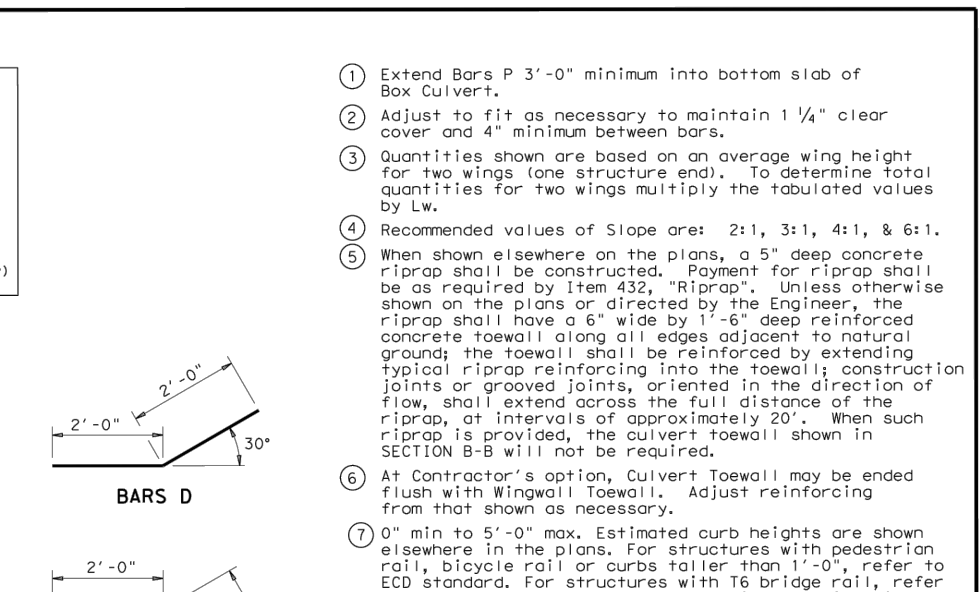 )
2'-0"
2'-0"
30°
BARS D
2'-0"
1 Extend Bars P 3'-0" minimum into bottom slab of
Box Culvert.
2 Adjust to fit as necessary to maintain 1 1/4" clear
cover and 4" minimum between bars.
3 Quantities shown are based on an average wing height
for two wings (one structure end).  To determine total
quantities for two wings multiply the tabulated values
by Lw.
4 Recommended values of Slope are:  2:1, 3:1, 4:1, & 6:1.
5 When shown elsewhere on the plans, a 5" deep concrete
riprap shall be constructed.  Payment for riprap shall
be as required by Item 432, "Riprap".  Unless otherwise
shown on the plans or directed by the Engineer, the
riprap shall have a 6" wide by 1'-6" deep reinforced
concrete toewall along all edges adjacent to natural
ground; the toewall shall be reinforced by extending
typical riprap reinforcing into the toewall; construction
joints or grooved joints, oriented in the direction of
flow, shall extend across the full distance of the
riprap, at intervals of approximately 20'.  When such
riprap is provided, the culvert toewall shown in
SECTION B-B will not be required.
6 At Contractor's option, Culvert Toewall may be ended
flush with Wingwall Toewall.  Adjust reinforcing
from that shown as necessary.
7 0" min to 5'-0" max. Estimated curb heights are shown
elsewhere in the plans. For structures with pedestrian
rail, bicycle rail or curbs taller than 1'-0", refer to
ECD standard. For structures with T6 bridge rail, refer